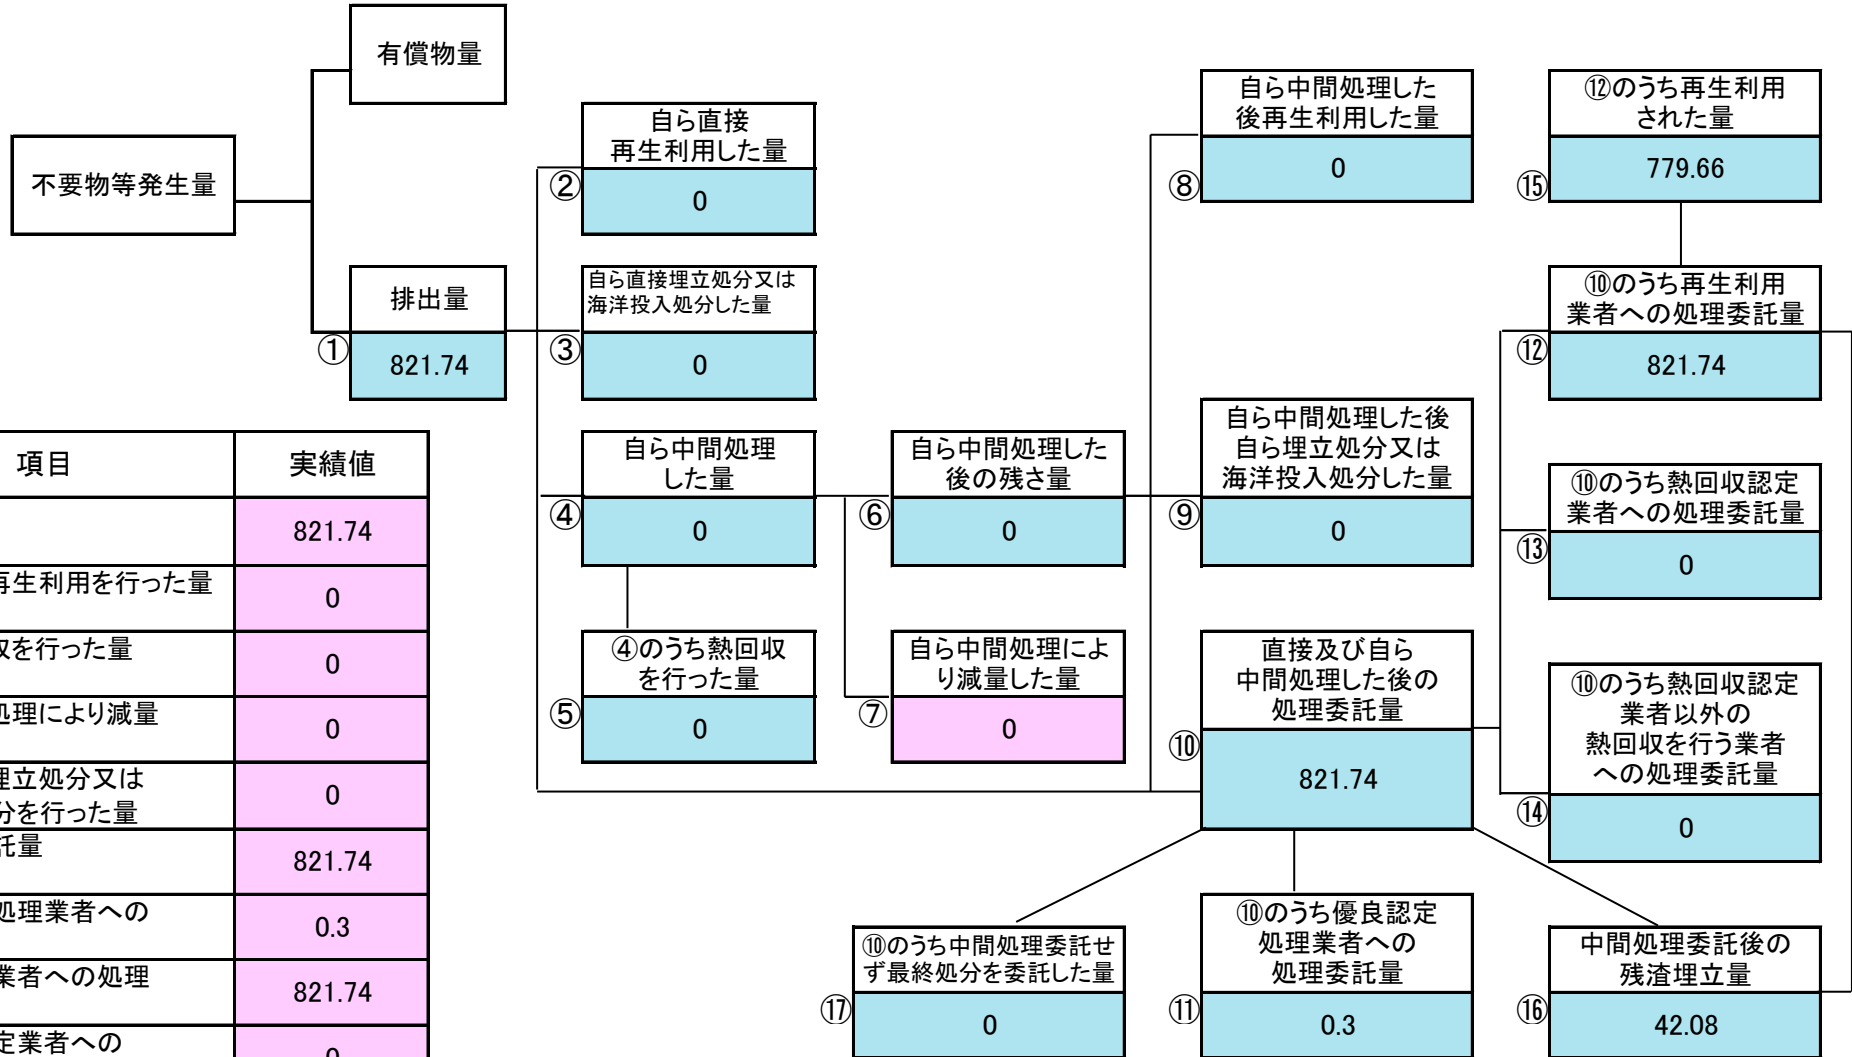 有償物量
不要物等発生量
排出量
①
821.74
自ら直接
再生利用した量
②
0
自ら直接埋立処分又は
海洋投入処分した量
③
0
自ら中間処理
した量
④
0
④のうち熱回収
を行った量
⑤
0
自ら中間処理した
後の残さ量
⑥
0
自ら中間処理によ
り減量した量
⑦
0
自ら中間処理した
後再生利用した量
⑧
0
自ら中間処理した後
自ら埋立処分又は
海洋投入処分した量
⑨
0
直接及び自ら
中間処理した後の
処理委託量
⑩
821.74
⑫のうち再生利用
された量
⑮
779.66
⑩のうち再生利用
業者への処理委託量
⑫
821.74
⑩のうち熱回収認定
業者への処理委託量
⑬
0
⑩のうち熱回収認定
業者以外の
熱回収を行う業者
への処理委託量
⑭
0
⑩のうち中間処理委託せ
ず最終処分を委託した量
⑰
0
⑩のうち優良認定
処理業者への
処理委託量
⑪
0.3
中間処理委託後の
残渣埋立量
⑯
42.08
項目 実績値
821.74
再生利用を行った量 0
を行った量 0
処理により減量 0
埋立処分又は
分を行った量 0
託量 821.74
処理業者への 0.3
業者への処理 821.74
定業者への 0